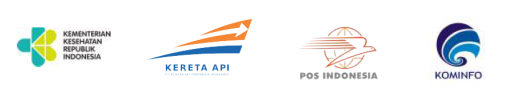 KEMENTERIAN
KESEHATAN
REPUBLIK
INDONESIA
KERETA API
POS INDONESIA
KOMINFO